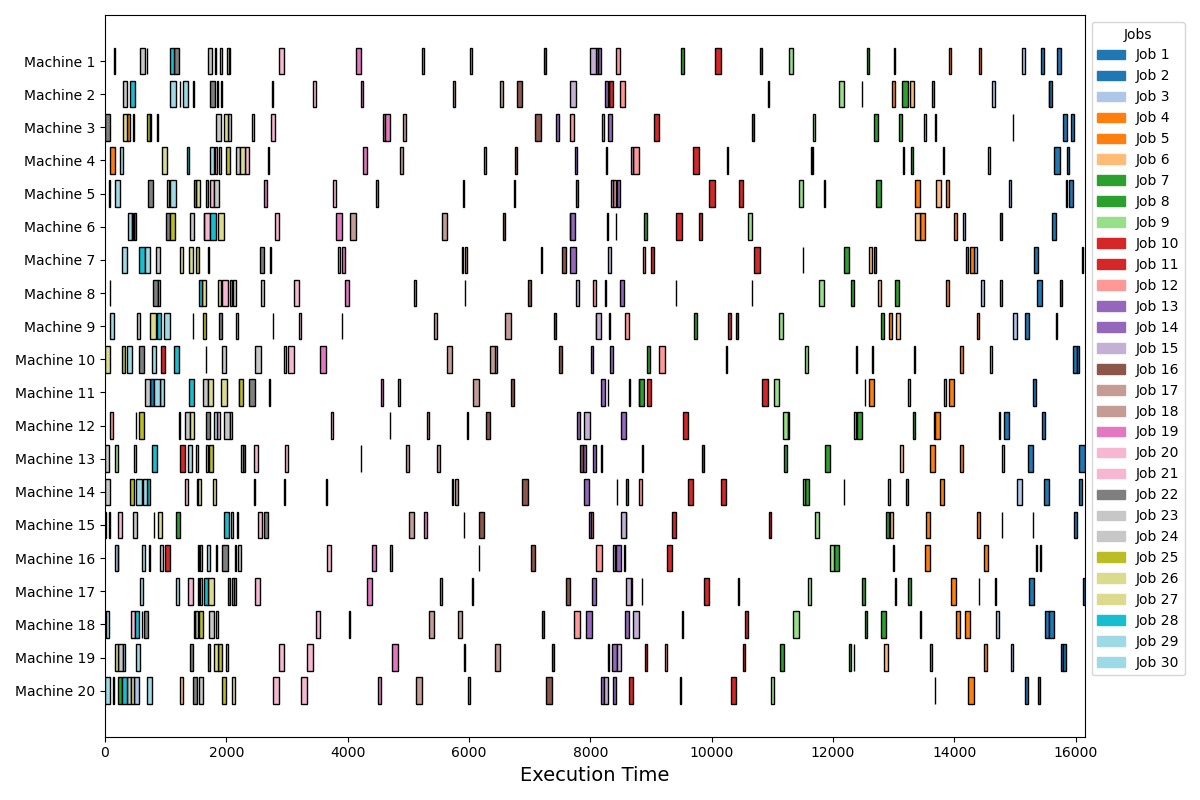 Machine 1
Machine 2
Machine 3
Machine 4
Machine 5
Machine 6
Machine 7
Machine 8
Machine 9
Machine 10
Machine 11
Machine 12
Machine 13
Machine 14
Machine 15
Machine 16
Machine 17
Machine 18
Machine 19
Machine 20
0 2000 4000 6000 8000 10000 12000 14000 16000
Execution Time
Jobs
Job 1
Job 2
Job 3
Job 4
Job 5
Job 6
Job 7
Job 8
Job 9
Job 10
Job 11
Job 12
Job 13
Job 14
Job 15
Job 16
Job 17
Job 18
Job 19
Job 20
Job 21
Job 22
Job 23
Job 24
Job 25
Job 26
Job 27
Job 28
Job 29
Job 30